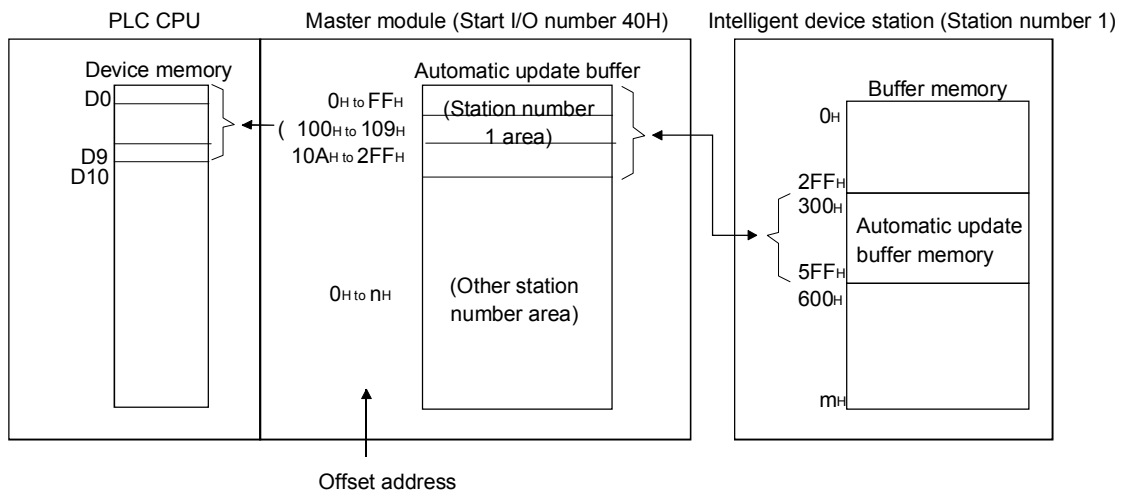 PLC CPU
Master module (Start I/O number 40H)
Intelligent device station (Station number 1)
Device memory
D0
D9
D10
Automatic update buffer
0H to FFH
( 100H to 109H
10AH to 2FFH
(Station number
1 area)
0H to nH
(Other station
number area)
Offset address
Buffer memory
0H
2FFH
300H
Automatic update
buffer memory
5FFH
600H
mH